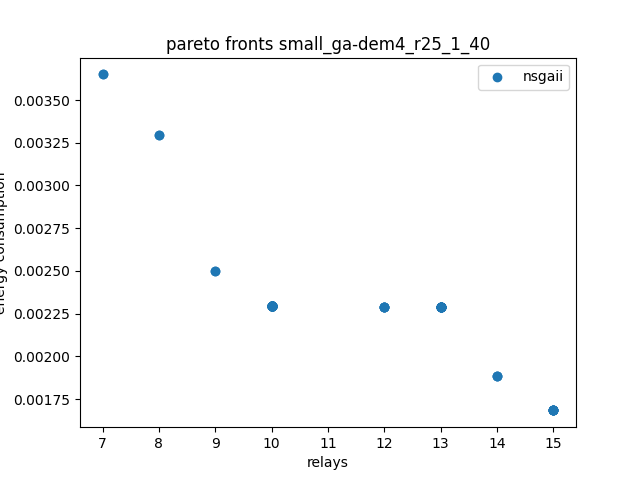 pareto fronts small_ga-dem4_r25_1_40
nsgaii
0.00350
0.00325
0.00300
0.00275
0.00250
0.00225
0.00200
0.00175
energy consumption
7 8 9 10 11 12 13 14 15
relays